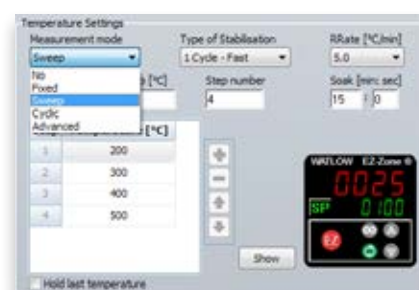 Temperature Settings
Measurement mode Type of Stabilisation RRate [°C/min]
Sweep 1 Cycle - Fast 5.0
No
Fixed
Sweep
Cyclic
Advanced
[°C] Step number Soak [min: sec]
4 15 : 0
[°C]
1 200
2 300
3 400
4 500
WATLOW EZ-Zone ®
0025
SP 0100
EZ
Show
Hold last temperature